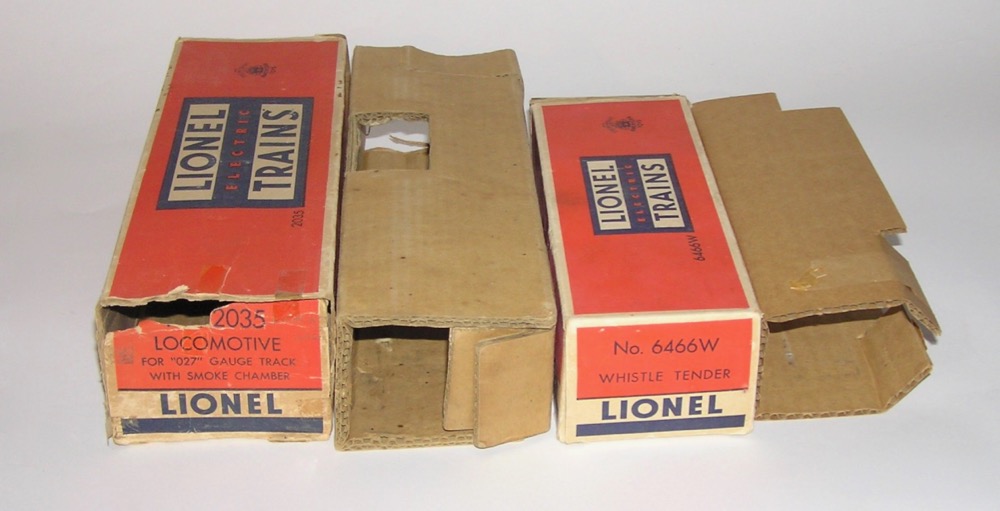 LIONEL
ELECTRIC
TRAINS
2035
2035
LOCOMOTIVE
FOR "027" GAUGE TRACK
WITH SMOKE CHAMBER
LIONEL
LIONEL
ELECTRIC
TRAINS
6466W
No. 6466W
WHISTLE TENDER
LIONEL